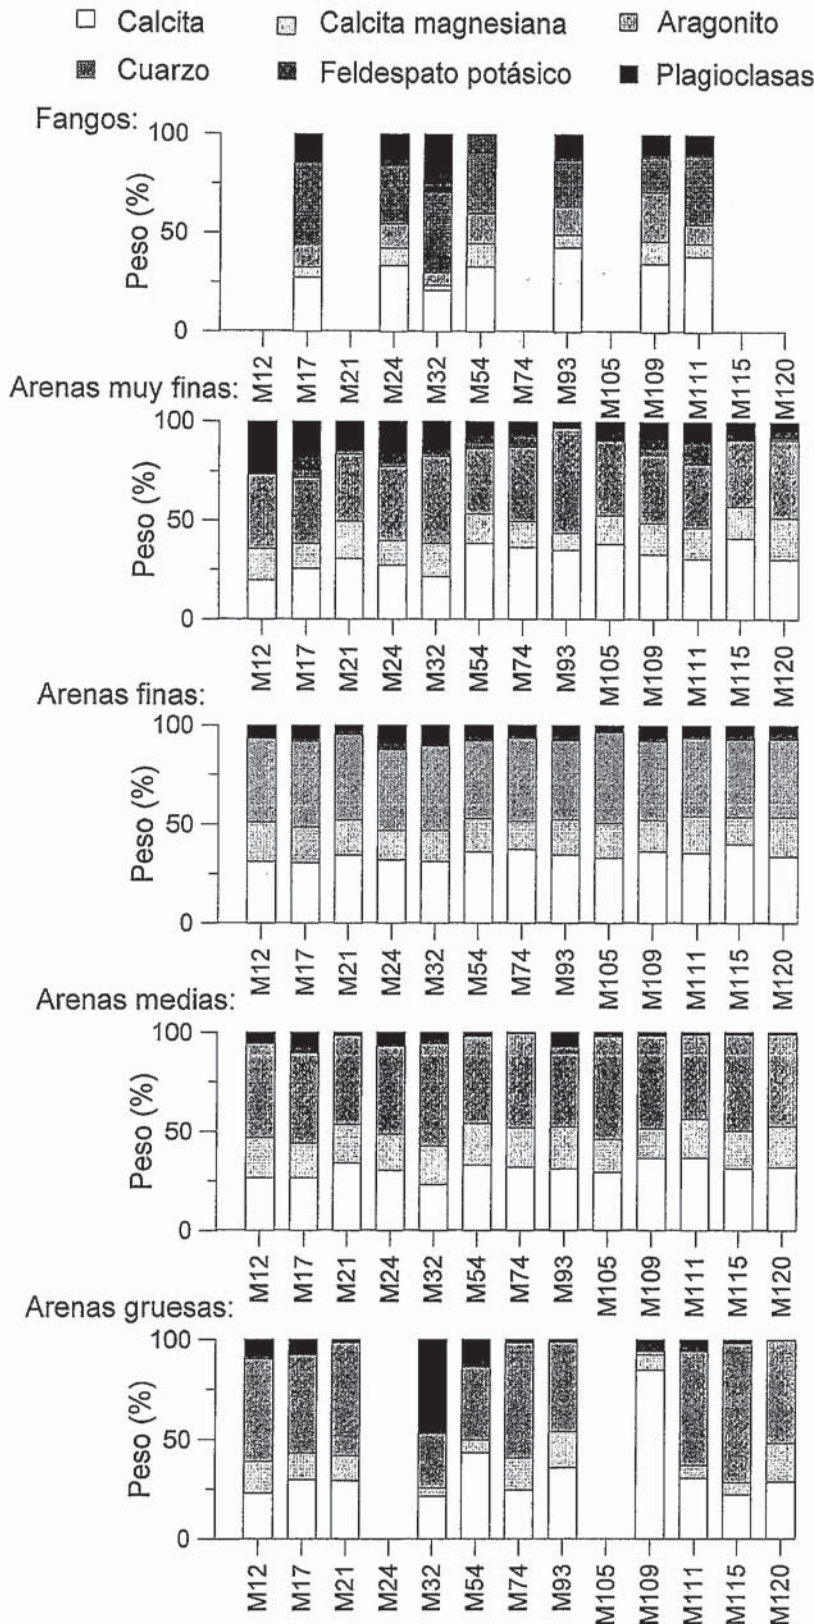 Calcita Calcita magnesiana Aragonito
Cuarzo Feldespato potásico Plagioclasas
Fangos:
100
50
0
Peso (%)
M12 M17 M21 M24 M32 M54 M74 M93 M105 M109 M111 M115 M120
Arenas muy finas:
100
50
0
Peso (%)
M12 M17 M21 M24 M32 M54 M74 M93 M105 M109 M111 M115 M120
Arenas finas:
100
50
0
Peso (%)
M12 M17 M21 M24 M32 M54 M74 M93 M105 M109 M111 M115 M120
Arenas medias:
100
50
0
Peso (%)
M12 M17 M21 M24 M32 M54 M74 M93 M105 M109 M111 M115 M120
Arenas gruesas:
100
50
0
Peso (%)
M12 M17 M21 M24 M32 M54 M74 M93 M105 M109 M111 M115 M120